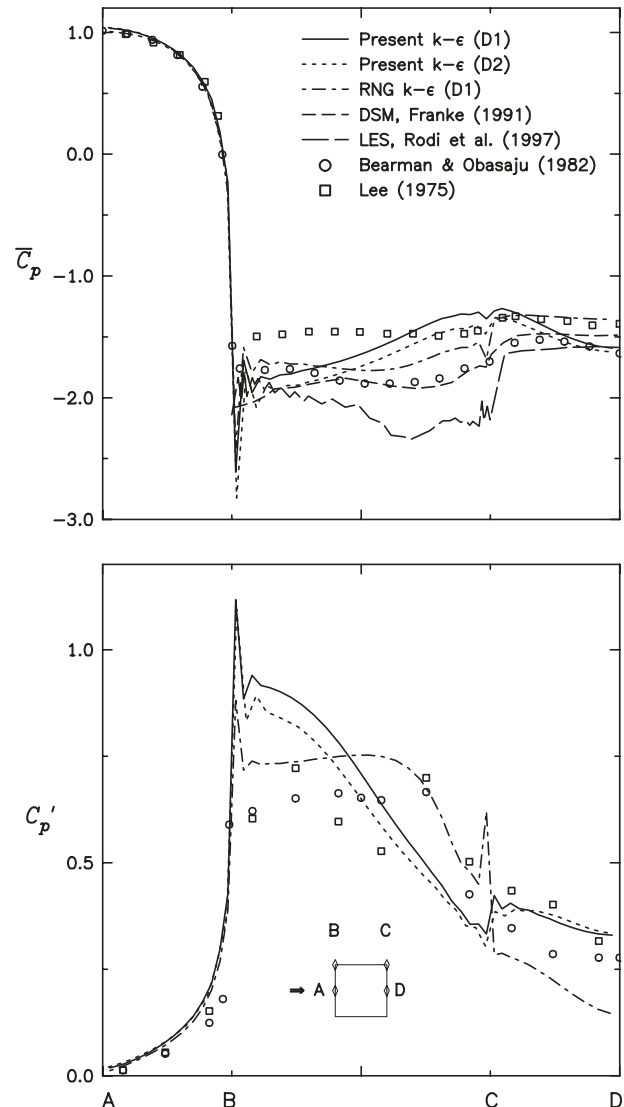 1.0
0.0
-1.0
-2.0
-3.0
C̅p
Present k-ϵ (D1)
Present k-ϵ (D2)
RNG k-ϵ (D1)
DSM, Franke (1991)
LES, Rodi et al. (1997)
Bearman & Obasaju (1982)
Lee (1975)
1.0
0.5
0.0
Cp'
B C
A D
A B C D